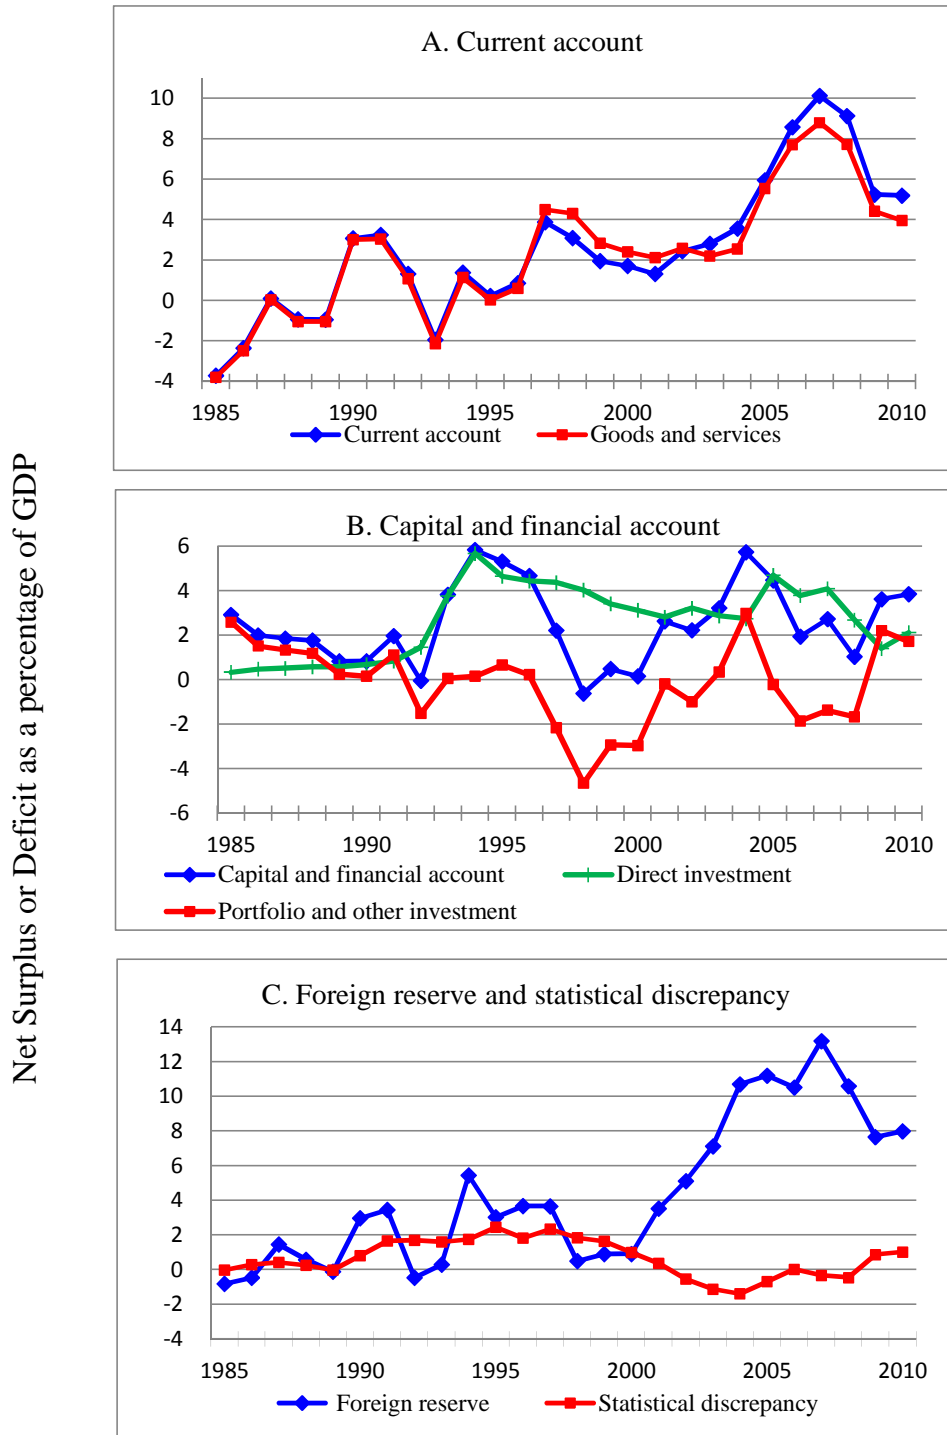 Net Surplus or Deficit as a percentage of GDP
A. Current account
10
8
6
4
2
0
-2
-4
1985 1990 1995 2000 2005 2010
Current account Goods and services
B. Capital and financial account
6
4
2
0
-2
-4
-6
1985 1990 1995 2000 2005 2010
Capital and financial account Direct investment
Portfolio and other investment
C. Foreign reserve and statistical discrepancy
14
12
10
8
6
4
2
0
-2
-4
1985 1990 1995 2000 2005 2010
Foreign reserve Statistical discrepancy